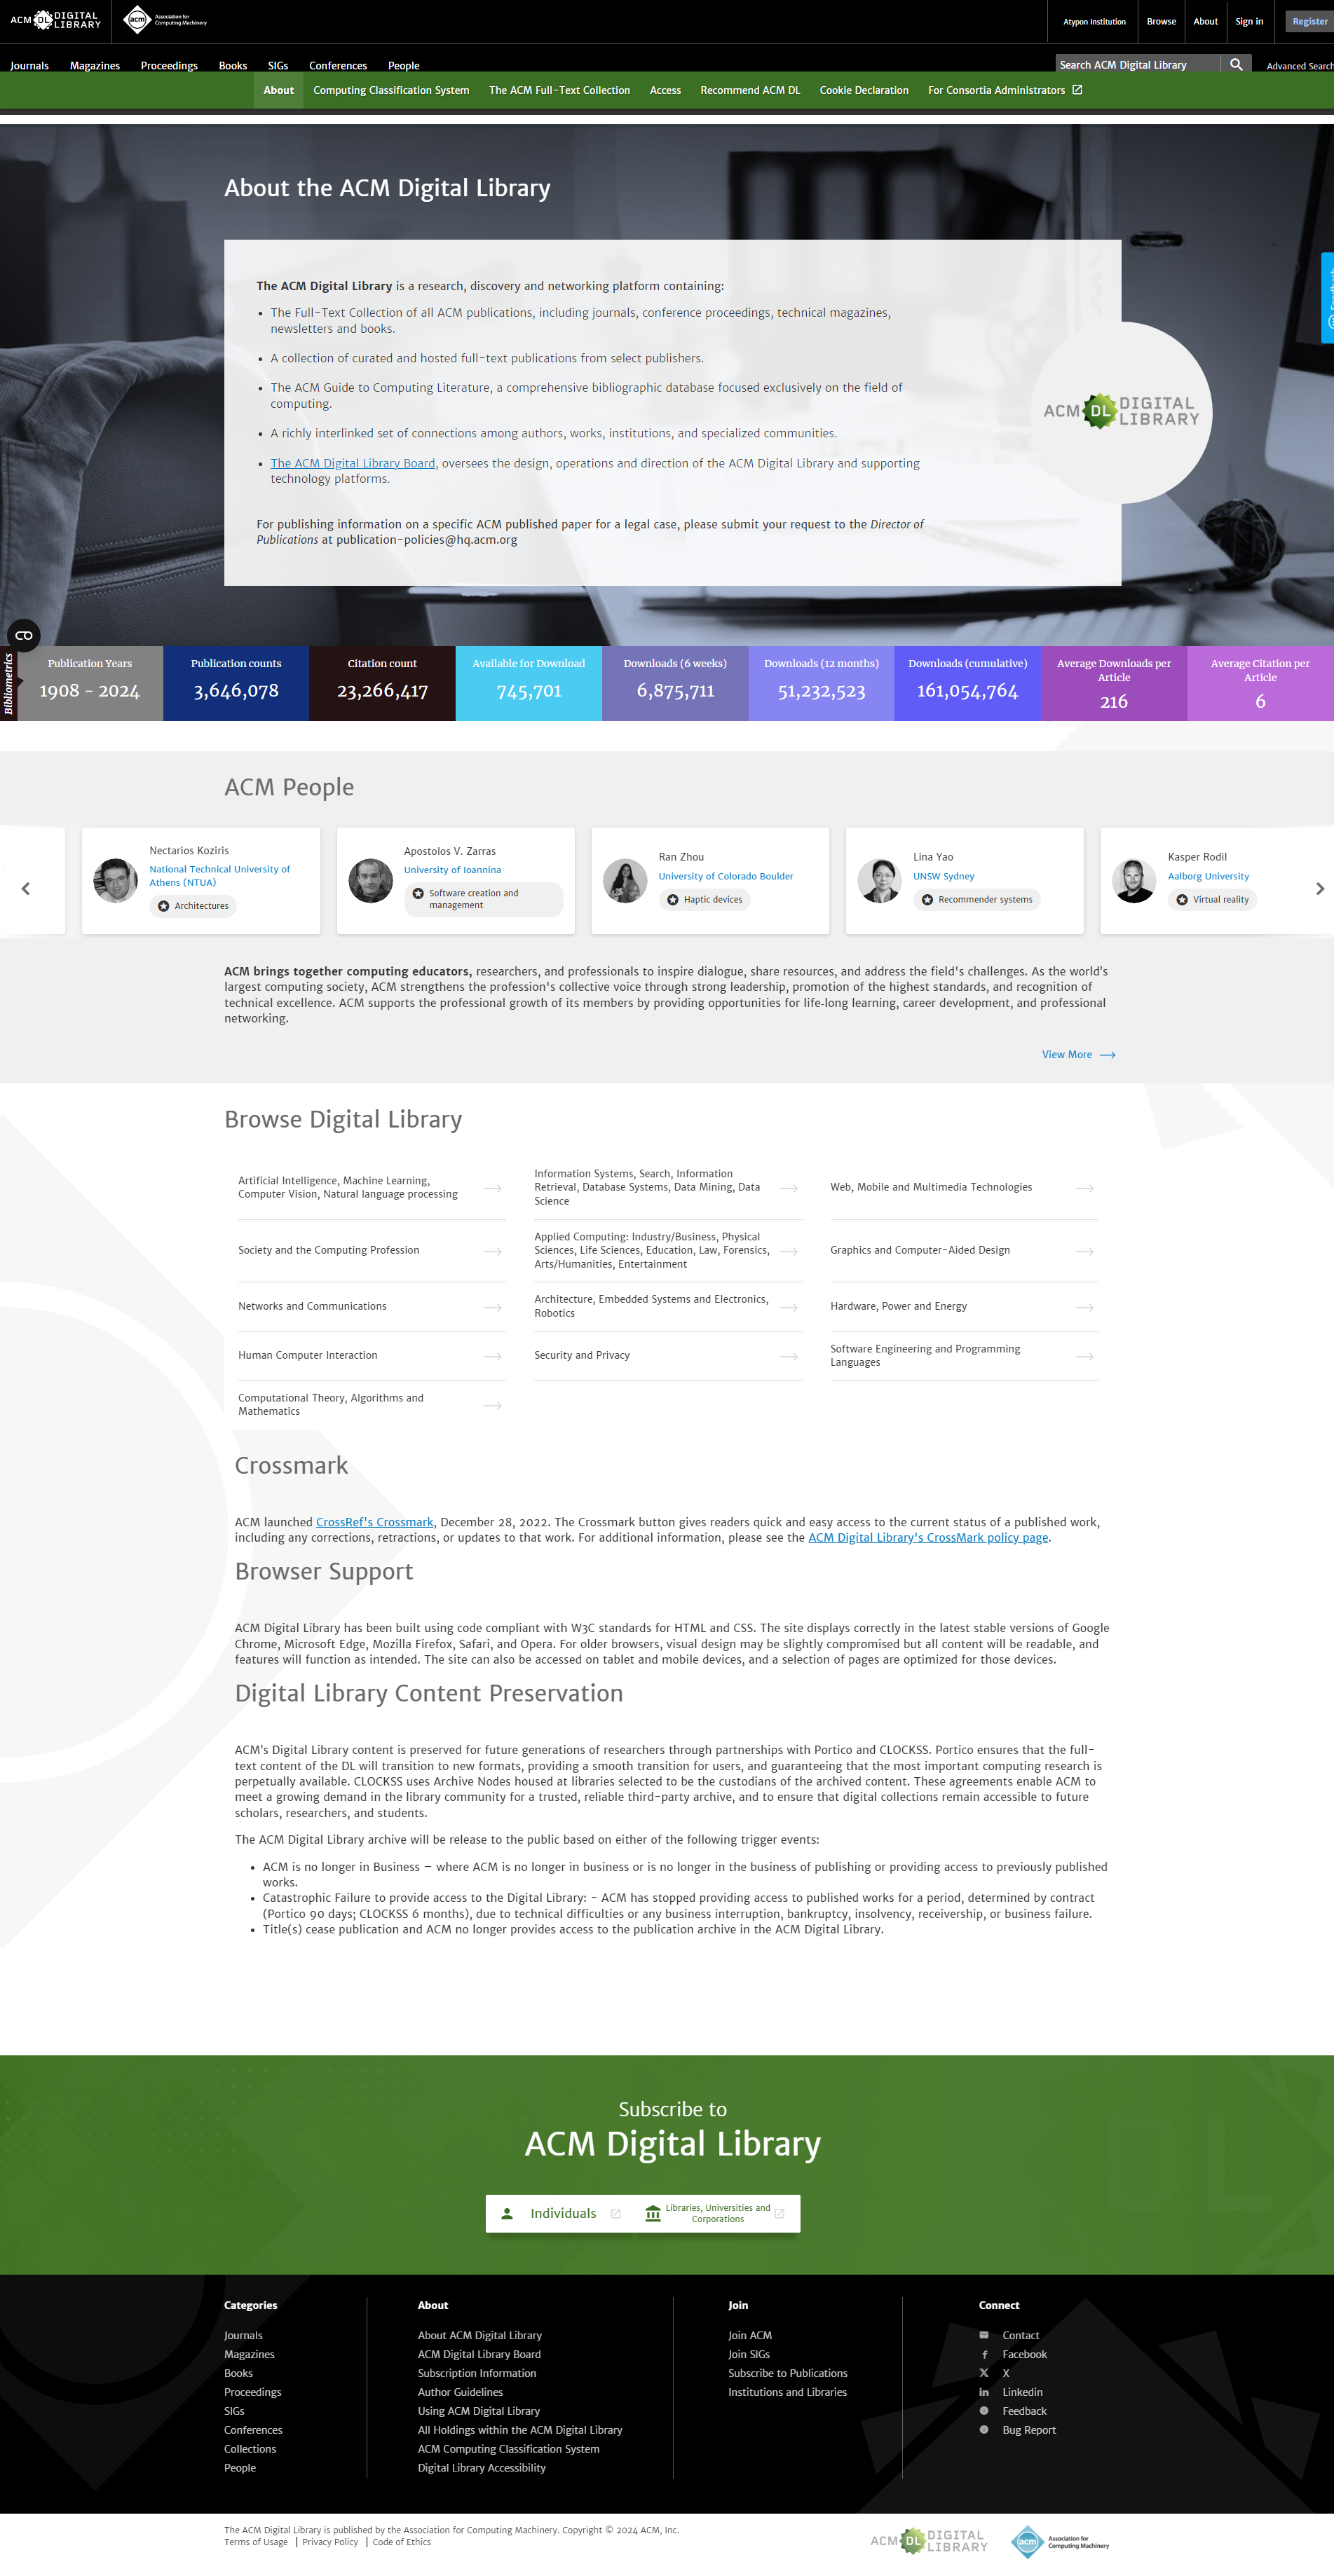 ACM DL DIGITAL LIBRARY
acm Association for Computing Machinery
Atypon Institution
Browse
About
Sign in
Register
Journals
Magazines
Proceedings
Books
SIGs
Conferences
People
Search ACM Digital Library
Advanced Search
About
Computing Classification System
The ACM Full-Text Collection
Access
Recommend ACM DL
Cookie Declaration
For Consortia Administrators
About the ACM Digital Library
The ACM Digital Library is a research, discovery and networking platform containing:
• The Full-Text Collection of all ACM publications, including journals, conference proceedings, technical magazines,
newsletters and books.
• A collection of curated and hosted full-text publications from select publishers.
• The ACM Guide to Computing Literature, a comprehensive bibliographic database focused exclusively on the field of
computing.
• A richly interlinked set of connections among authors, works, institutions, and specialized communities.
• The ACM Digital Library Board, oversees the design, operations and direction of the ACM Digital Library and supporting
technology platforms.
For publishing information on a specific ACM published paper for a legal case, please submit your request to the Director of
Publications at publication-policies@hq.acm.org
ACM DL DIGITAL LIBRARY
Bibliometrics
Publication Years
1908 - 2024
Publication counts
3,646,078
Citation count
23,266,417
Available for Download
745,701
Downloads (6 weeks)
6,875,711
Downloads (12 months)
51,232,523
Downloads (cumulative)
161,054,764
Average Downloads per
Article
216
Average Citation per
Article
6
ACM People
Nectarios Koziris
National Technical University of
Athens (NTUA)
Architectures
Apostolos V. Zarras
University of Ioannina
Software creation and
management
Ran Zhou
University of Colorado Boulder
Haptic devices
Lina Yao
UNSW Sydney
Recommender systems
Kasper Rodil
Aalborg University
Virtual reality
ACM brings together computing educators, researchers, and professionals to inspire dialogue, share resources, and address the field's challenges. As the world's
largest computing society, ACM strengthens the profession's collective voice through strong leadership, promotion of the highest standards, and recognition of
technical excellence. ACM supports the professional growth of its members by providing opportunities for life-long learning, career development, and professional
networking.
View More
Browse Digital Library
Artificial Intelligence, Machine Learning,
Computer Vision, Natural language processing
Information Systems, Search, Information
Retrieval, Database Systems, Data Mining, Data
Science
Web, Mobile and Multimedia Technologies
Society and the Computing Profession
Applied Computing: Industry/Business, Physical
Sciences, Life Sciences, Education, Law, Forensics,
Arts/Humanities, Entertainment
Graphics and Computer-Aided Design
Networks and Communications
Architecture, Embedded Systems and Electronics,
Robotics
Hardware, Power and Energy
Human Computer Interaction
Security and Privacy
Software Engineering and Programming
Languages
Computational Theory, Algorithms and
Mathematics
Crossmark
ACM launched CrossRef's Crossmark, December 28, 2022. The Crossmark button gives readers quick and easy access to the current status of a published work,
including any corrections, retractions, or updates to that work. For additional information, please see the ACM Digital Library's CrossMark policy page.
Browser Support
ACM Digital Library has been built using code compliant with W3C standards for HTML and CSS. The site displays correctly in the latest stable versions of Google
Chrome, Microsoft Edge, Mozilla Firefox, Safari, and Opera. For older browsers, visual design may be slightly compromised but all content will be readable, and
features will function as intended. The site can also be accessed on tablet and mobile devices, and a selection of pages are optimized for those devices.
Digital Library Content Preservation
ACM's Digital Library content is preserved for future generations of researchers through partnerships with Portico and CLOCKSS. Portico ensures that the full-
text content of the DL will transition to new formats, providing a smooth transition for users, and guaranteeing that the most important computing research is
perpetually available. CLOCKSS uses Archive Nodes housed at libraries selected to be the custodians of the archived content. These agreements enable ACM to
meet a growing demand in the library community for a trusted, reliable third-party archive, and to ensure that digital collections remain accessible to future
scholars, researchers, and students.
The ACM Digital Library archive will be release to the public based on either of the following trigger events:
• ACM is no longer in Business – where ACM is no longer in business or is no longer in the business of publishing or providing access to previously published
works.
• Catastrophic Failure to provide access to the Digital Library: - ACM has stopped providing access to published works for a period, determined by contract
(Portico 90 days; CLOCKSS 6 months), due to technical difficulties or any business interruption, bankruptcy, insolvency, receivership, or business failure.
• Title(s) cease publication and ACM no longer provides access to the publication archive in the ACM Digital Library.
Subscribe to
ACM Digital Library
Individuals
Libraries, Universities and
Corporations
Categories
Journals
Magazines
Books
Proceedings
SIGs
Conferences
Collections
People
About
About ACM Digital Library
ACM Digital Library Board
Subscription Information
Author Guidelines
Using ACM Digital Library
All Holdings within the ACM Digital Library
ACM Computing Classification System
Digital Library Accessibility
Join
Join ACM
Join SIGs
Subscribe to Publications
Institutions and Libraries
Connect
Contact
Facebook
X
Linkedin
Feedback
Bug Report
The ACM Digital Library is published by the Association for Computing Machinery. Copyright © 2024 ACM, Inc.
Terms of Usage | Privacy Policy | Code of Ethics
ACM DL DIGITAL LIBRARY
acm Association for Computing Machinery